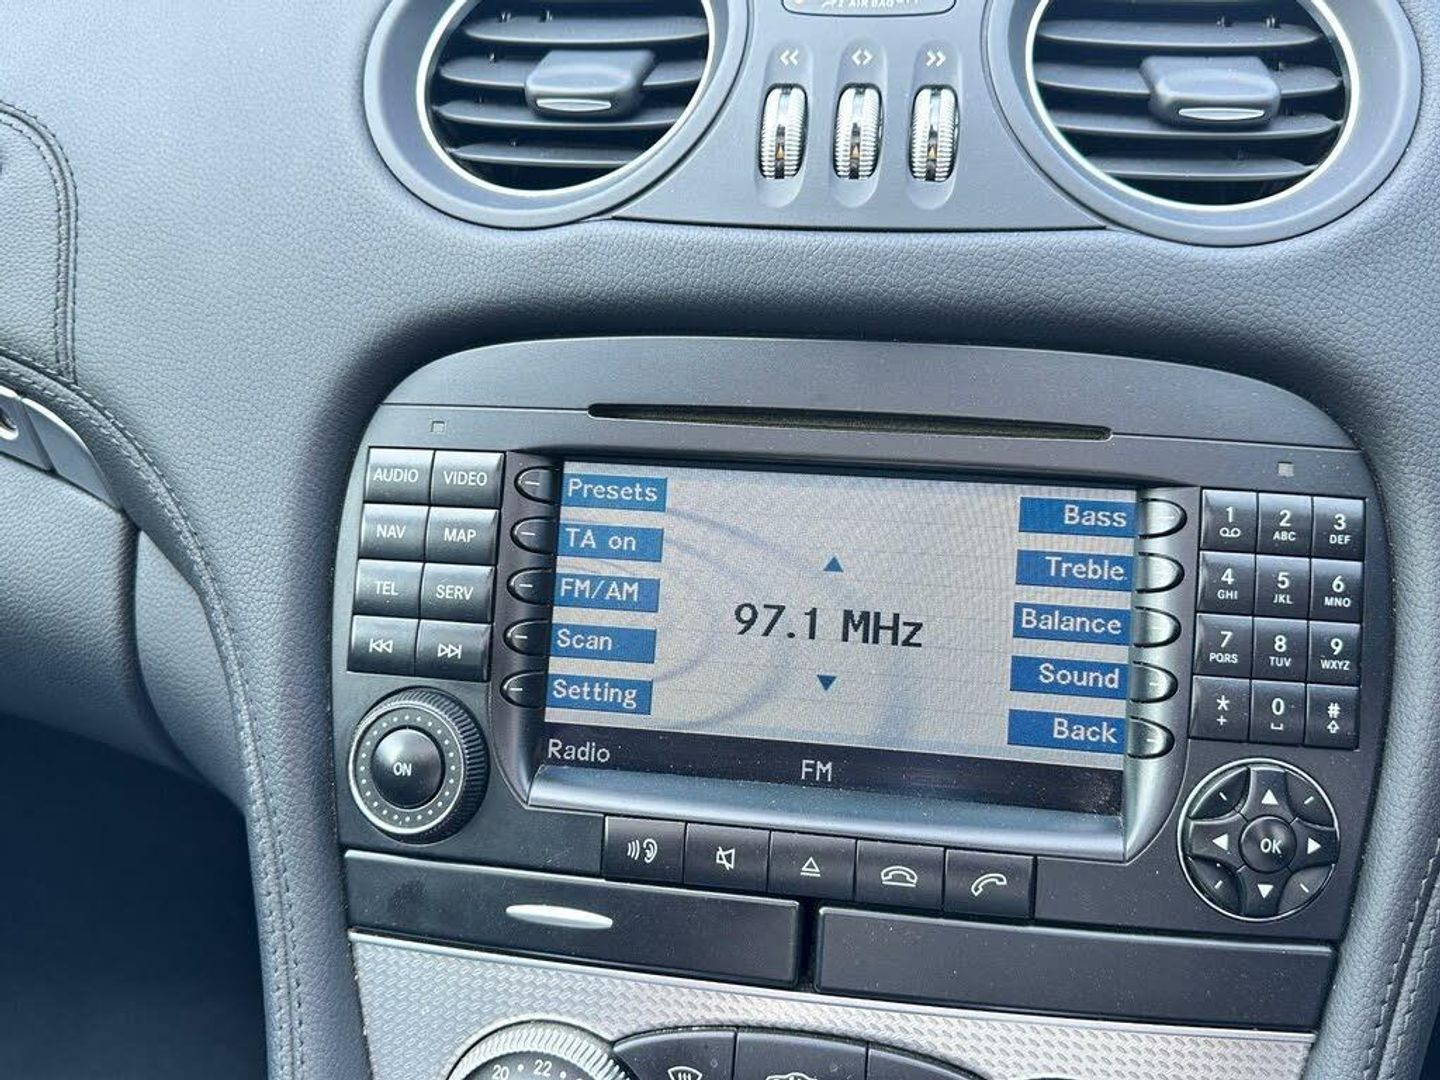 AIR BAG
AUDIO VIDEO
NAV MAP
TEL SERV
ON
Presets
TA on
FM/AM
Scan
Setting
97.1 MHz
Bass
Treble
Balance
Sound
Back
Radio
FM
1 2 ABC 3 DEF
4 GHI 5 JKL 6 MNO
7 PQRS 8 TUV 9 WXYZ
* + 0 #
OK
20 • 22